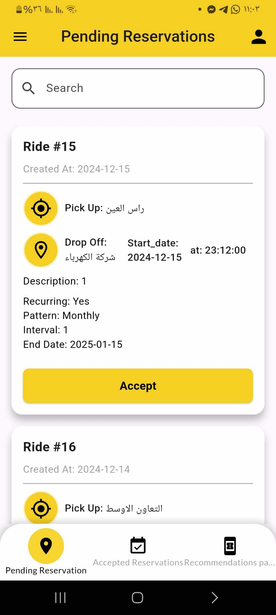 %٣٦ ١١:٠٣
Pending Reservations
Search
Ride #15
Created At: 2024-12-15
Pick Up: راس العين
Drop Off: شركة الكهرباء
Start_date: 2024-12-15
at: 23:12:00
Description: 1
Recurring: Yes
Pattern: Monthly
Interval: 1
End Date: 2025-01-15
Accept
Ride #16
Created At: 2024-12-14
Pick Up: التعاون الاوسط
Pending Reservation
Accepted Reservations
Recommendations pa...